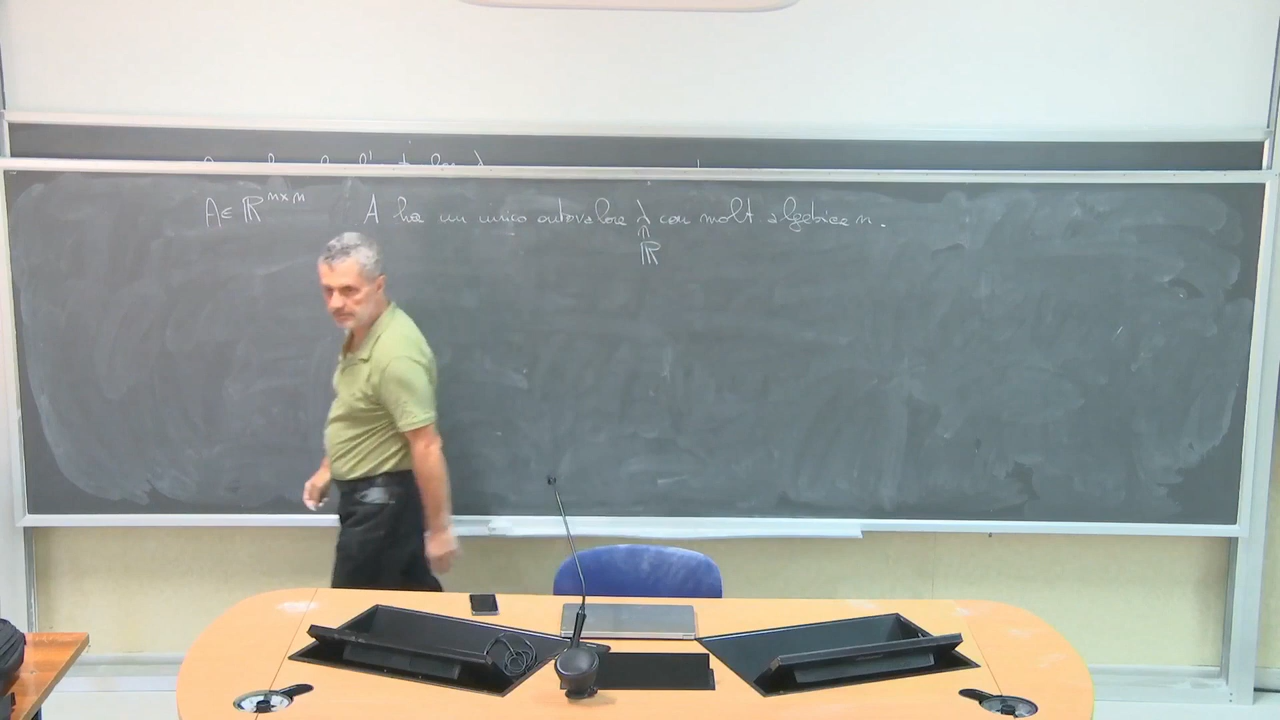 A ∈ ℝ^{n×n} A ha un unico autovalore λ con molt algebrica n.
∩
ℝ